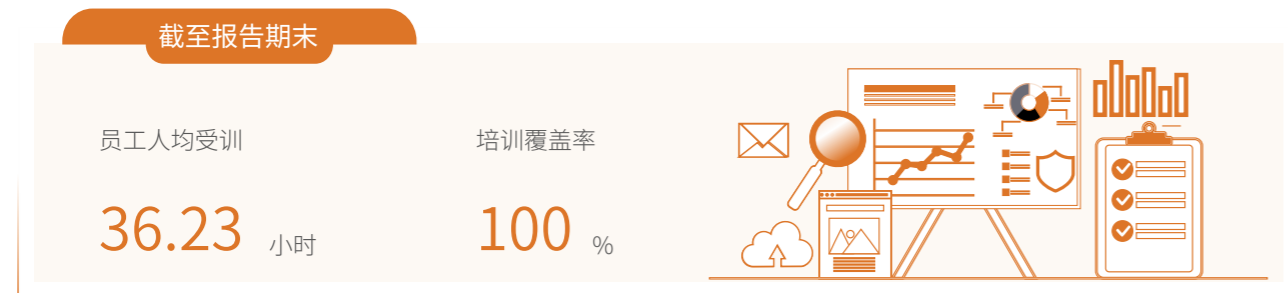 截至报告期末
员工人均受训
36.23 小时
培训覆盖率
100 %